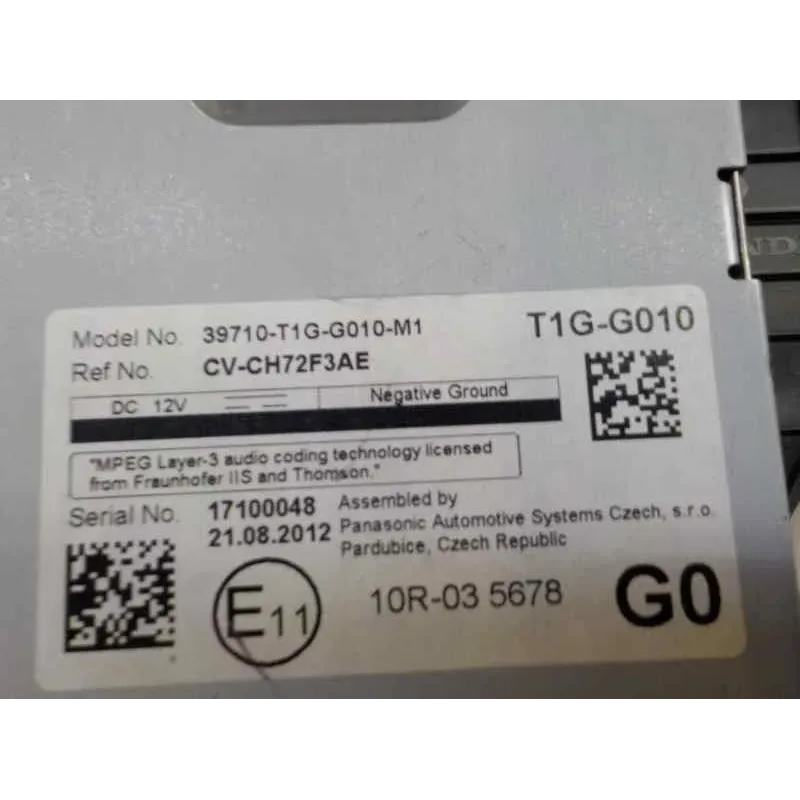 Model No. 39710-T1G-G010-M1 T1G-G010
Ref No. CV-CH72F3AE
DC 12V Negative Ground
"MPEG Layer-3 audio coding technology licensed
from Fraunhofer IIS and Thomson."
Serial No. 17100048 Assembled by
21.08.2012 Panasonic Automotive Systems Czech, s.r.o.
Pardubice, Czech Republic
E11 10R-03 5678 G0